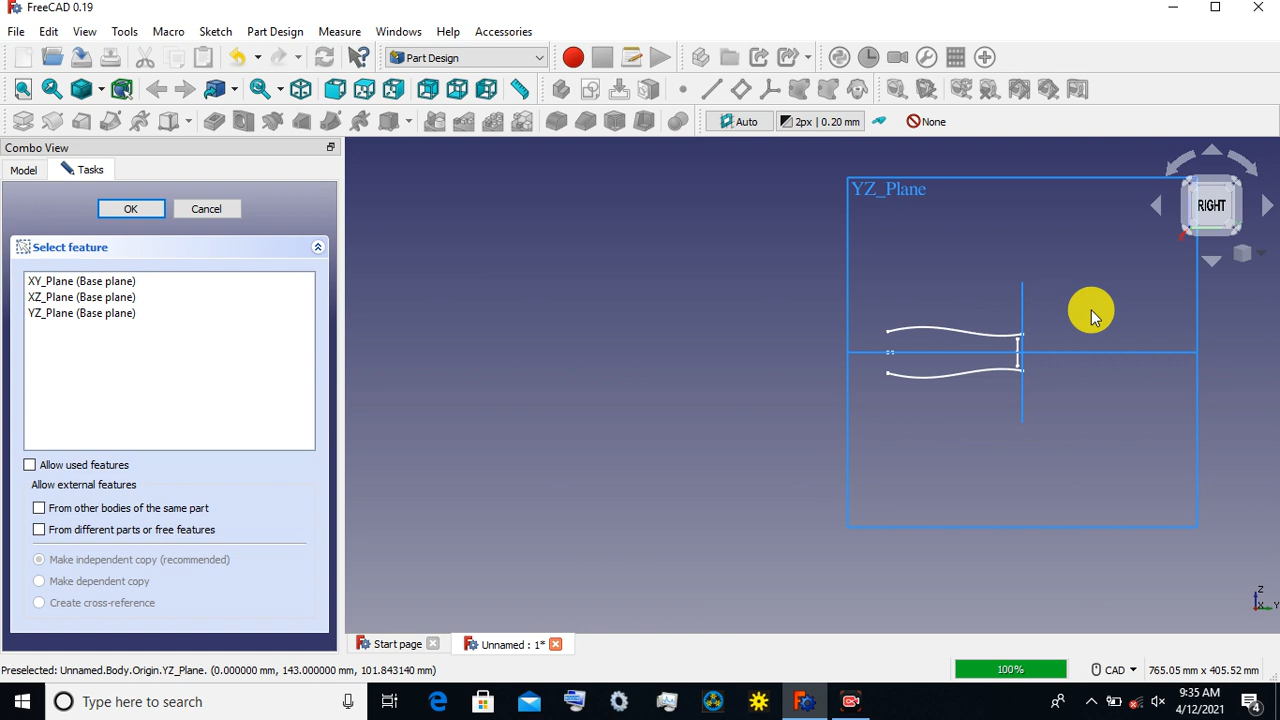 FreeCAD 0.19
File Edit View Tools Macro Sketch Part Design Measure Windows Help Accessories
Part Design
Auto 2px | 0.20 mm None
Combo View
Model Tasks
OK Cancel
Select feature
XY_Plane (Base plane)
XZ_Plane (Base plane)
YZ_Plane (Base plane)
Allow used features
Allow external features
From other bodies of the same part
From different parts or free features
Make independent copy (recommended)
Make dependent copy
Create cross-reference
YZ_Plane
RIGHT
Z
X Y
Start page Unnamed : 1*
Preselected: Unnamed.Body.Origin.YZ_Plane. (0.000000 mm, 143.000000 mm, 101.843140 mm) 100% CAD 765.05 mm x 405.52 mm
Type here to search
9:35 AM
4/12/2021
4